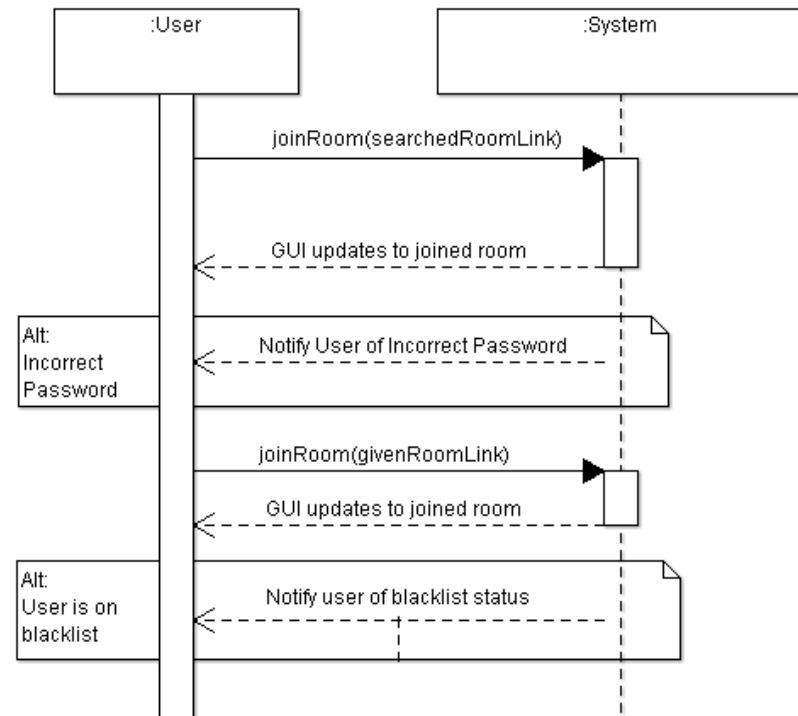 :User
:System
joinRoom(searchedRoomLink)
GUI updates to joined room
Alt:
Incorrect
Password
Notify User of Incorrect Password
joinRoom(givenRoomLink)
GUI updates to joined room
Alt:
User is on
blacklist
Notify user of blacklist status